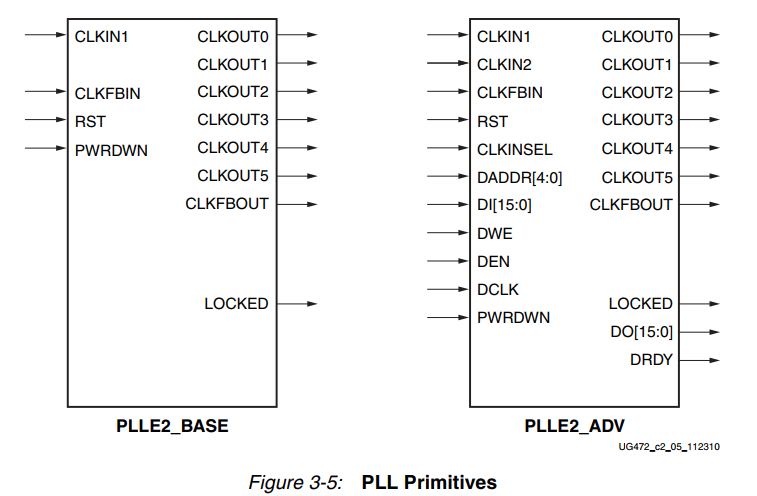 CLKIN1 CLKOUT0
CLKOUT1
CLKFBIN CLKOUT2
RST CLKOUT3
PWRDWN CLKOUT4
CLKOUT5
CLKFBOUT
LOCKED
PLLE2_BASE
CLKIN1 CLKOUT0
CLKIN2 CLKOUT1
CLKFBIN CLKOUT2
RST CLKOUT3
CLKINSEL CLKOUT4
DADDR[4:0] CLKOUT5
DI[15:0] CLKFBOUT
DWE
DEN
DCLK LOCKED
PWRDWN DO[15:0]
DRDY
PLLE2_ADV
UG472_c2_05_112310
Figure 3-5: PLL Primitives